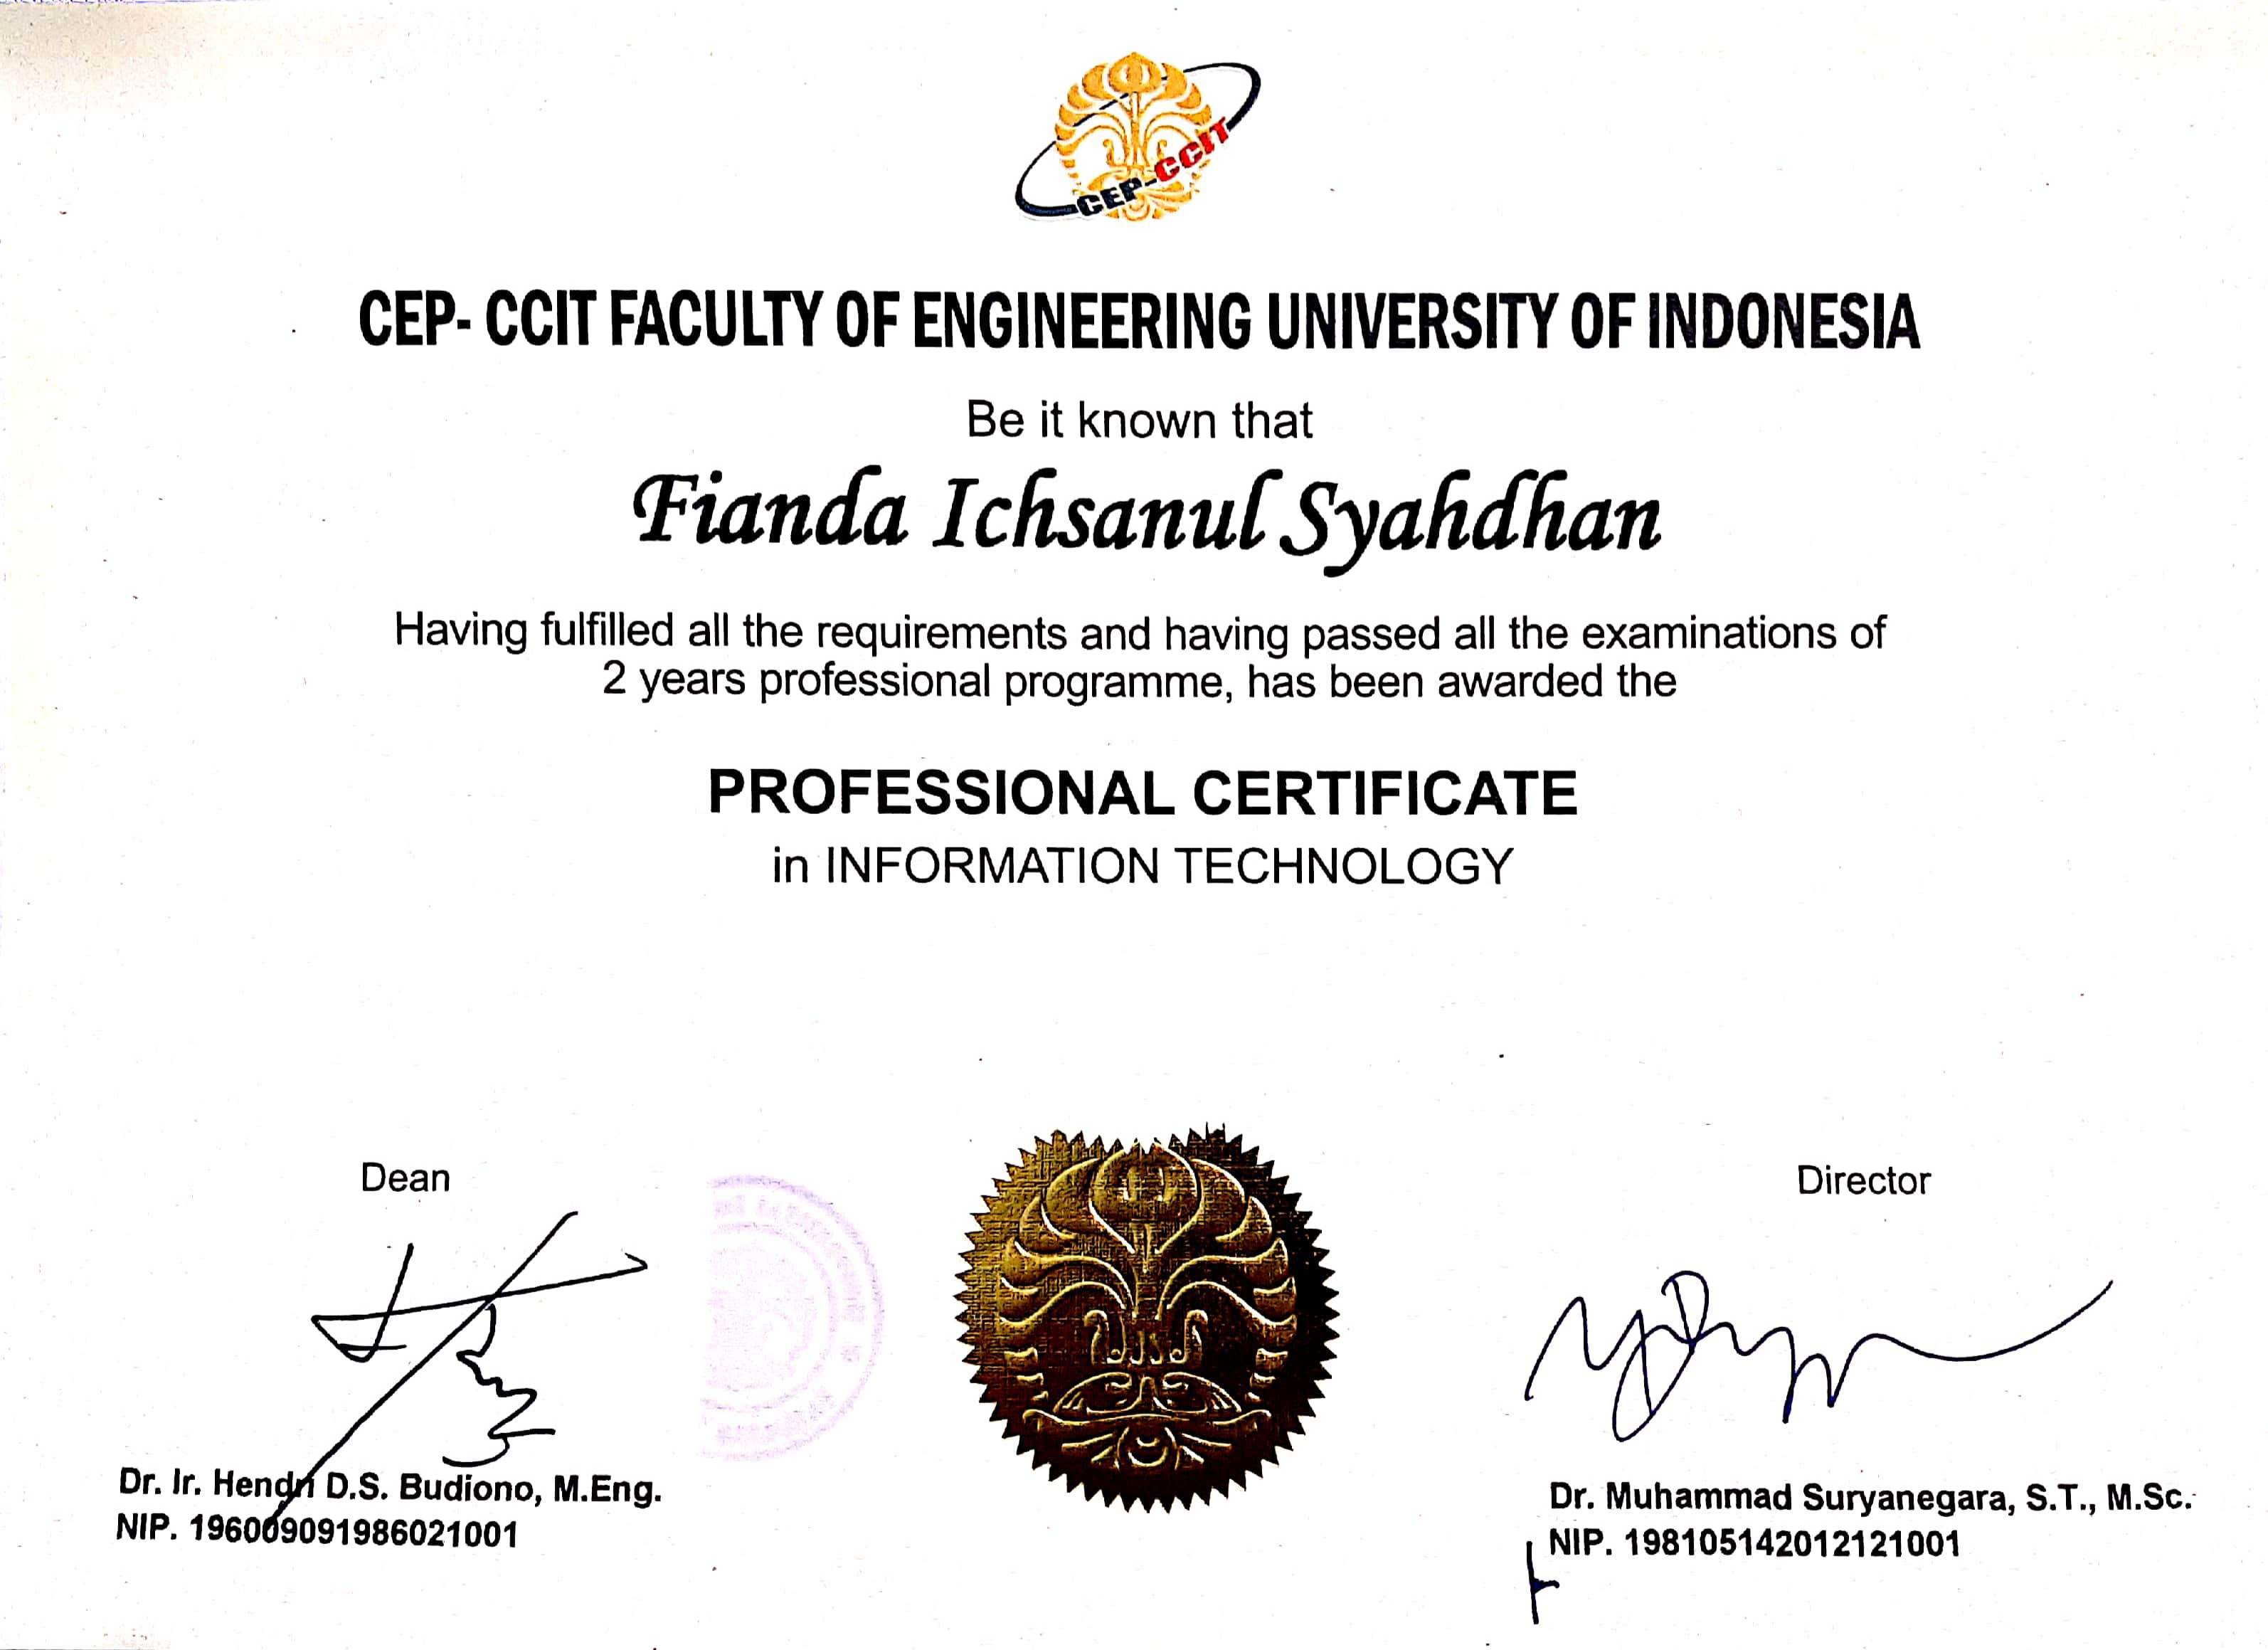 CEP-CCIT
CEP- CCIT FACULTY OF ENGINEERING UNIVERSITY OF INDONESIA
Be it known that
Fianda Ichsanul Syahdhan
Having fulfilled all the requirements and having passed all the examinations of
2 years professional programme, has been awarded the
PROFESSIONAL CERTIFICATE
in INFORMATION TECHNOLOGY
Dean
Director
Dr. Ir. Hendri D.S. Budiono, M.Eng.
NIP. 196009091986021001
Dr. Muhammad Suryanegara, S.T., M.Sc.
NIP. 198105142012121001